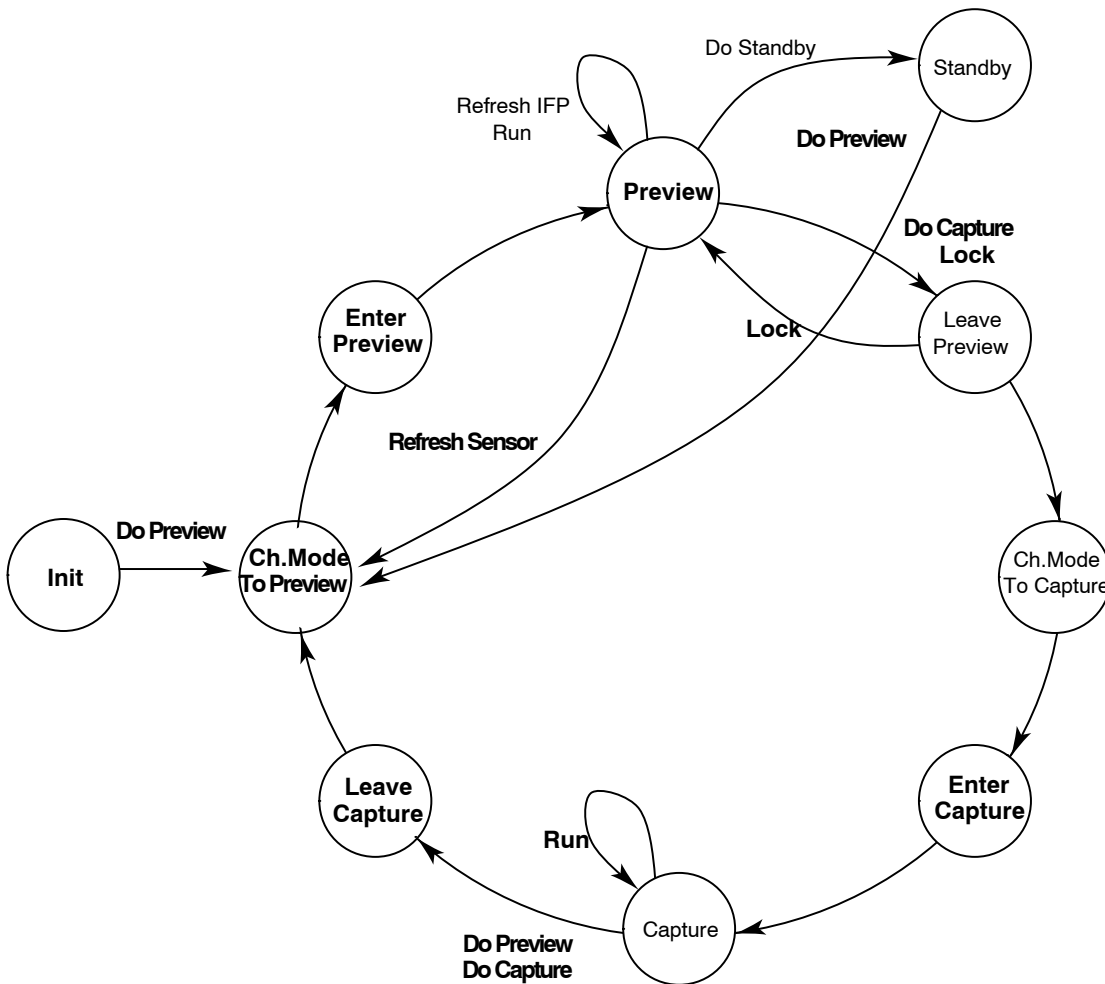 Do Standby
Standby
Refresh IFP
Run
Do Preview
Preview
Do Capture
Lock
Enter
Preview
Lock
Leave
Preview
Refresh Sensor
Do Preview
Init
Ch.Mode
To Preview
Ch.Mode
To Capture
Leave
Capture
Enter
Capture
Run
Capture
Do Preview
Do Capture